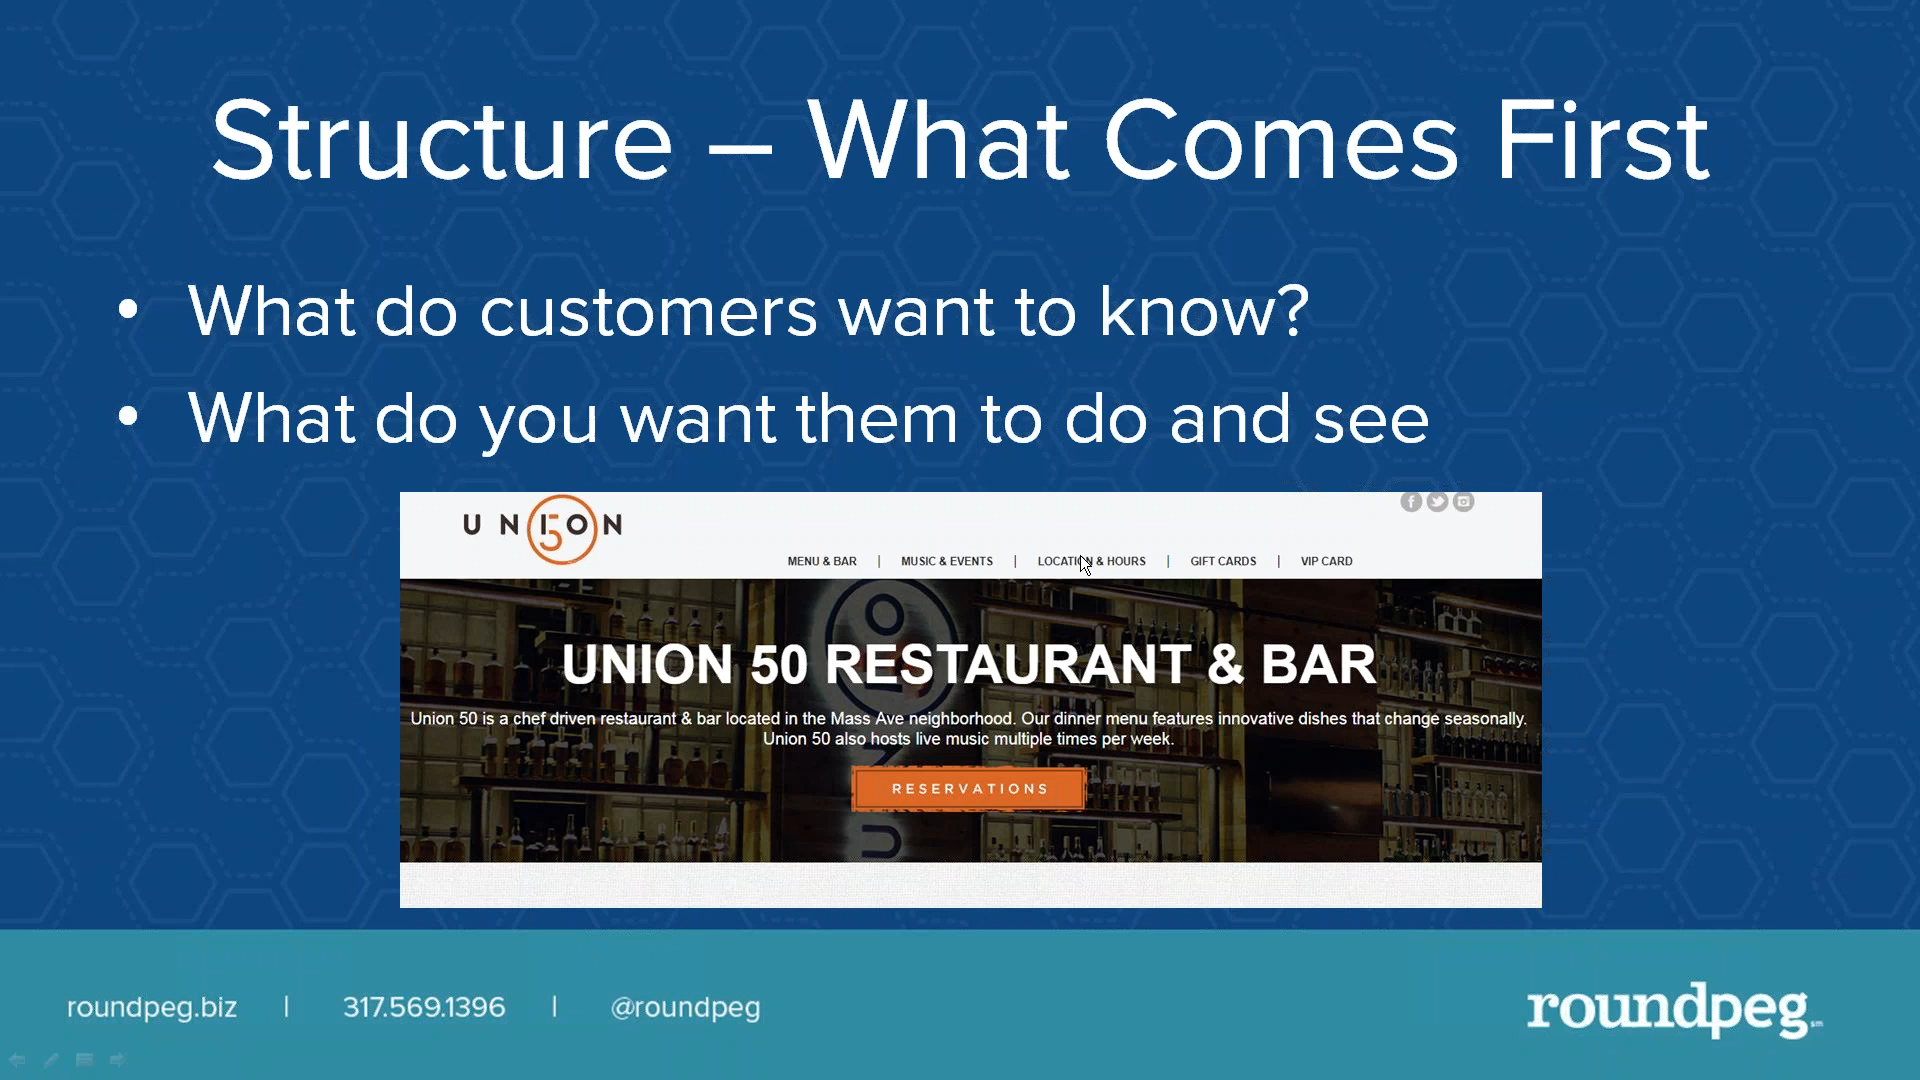 Structure – What Comes First
• What do customers want to know?
• What do you want them to do and see
UNION 50
MENU & BAR | MUSIC & EVENTS | LOCATION & HOURS | GIFT CARDS | VIP CARD
UNION 50 RESTAURANT & BAR
Union 50 is a chef driven restaurant & bar located in the Mass Ave neighborhood. Our dinner menu features innovative dishes that change seasonally.
Union 50 also hosts live music multiple times per week.
RESERVATIONS
roundpeg.biz | 317.569.1396 | @roundpeg
roundpeg sm